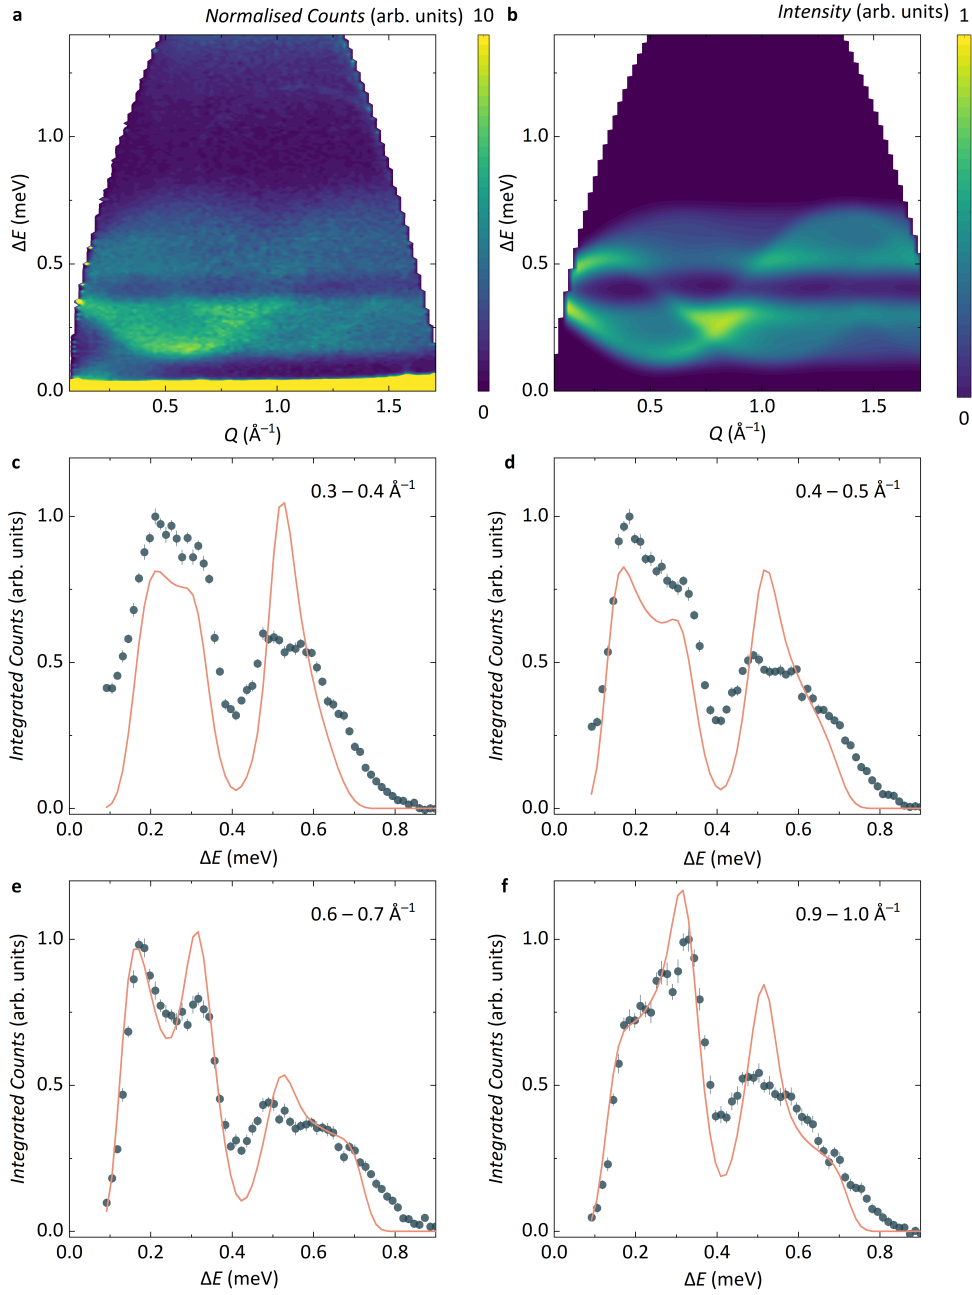 a Normalised Counts (arb. units) 10
1.0
0.5
0.0
ΔE (meV)
0.5 1.0 1.5
Q (Å⁻¹)
0
b Intensity (arb. units) 1
1.0
0.5
0.0
ΔE (meV)
0.5 1.0 1.5
Q (Å⁻¹)
0
c
0.3 – 0.4 Å⁻¹
1.0
0.5
0.0
Integrated Counts (arb. units)
0.0 0.2 0.4 0.6 0.8
ΔE (meV)
d
0.4 – 0.5 Å⁻¹
1.0
0.5
0.0
Integrated Counts (arb. units)
0.0 0.2 0.4 0.6 0.8
ΔE (meV)
e
0.6 – 0.7 Å⁻¹
1.0
0.5
0.0
Integrated Counts (arb. units)
0.0 0.2 0.4 0.6 0.8
ΔE (meV)
f
0.9 – 1.0 Å⁻¹
1.0
0.5
0.0
Integrated Counts (arb. units)
0.0 0.2 0.4 0.6 0.8
ΔE (meV)